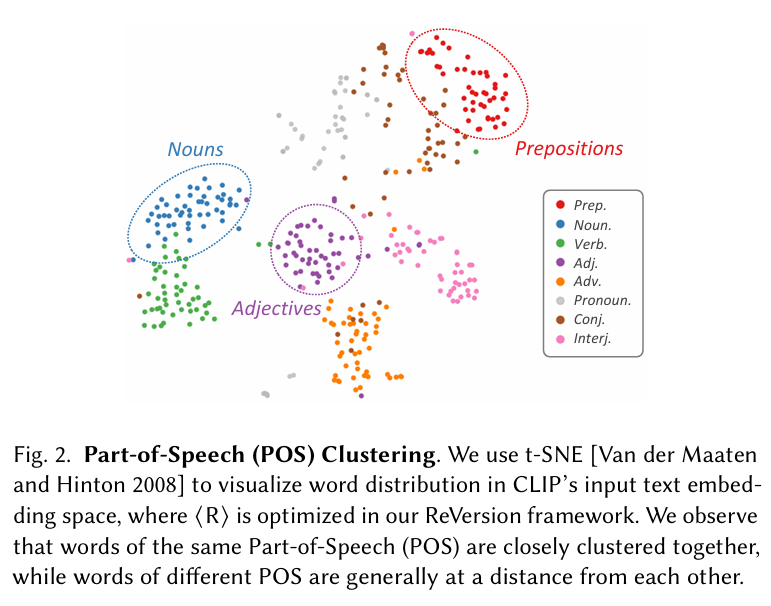 Nouns
Prepositions
Adjectives
Prep.
Noun.
Verb.
Adj.
Adv.
Pronoun.
Conj.
Interj.
Fig. 2. Part-of-Speech (POS) Clustering. We use t-SNE [Van der Maaten
and Hinton 2008] to visualize word distribution in CLIP's input text embed-
ding space, where ⟨R⟩ is optimized in our ReVersion framework. We observe
that words of the same Part-of-Speech (POS) are closely clustered together,
while words of different POS are generally at a distance from each other.